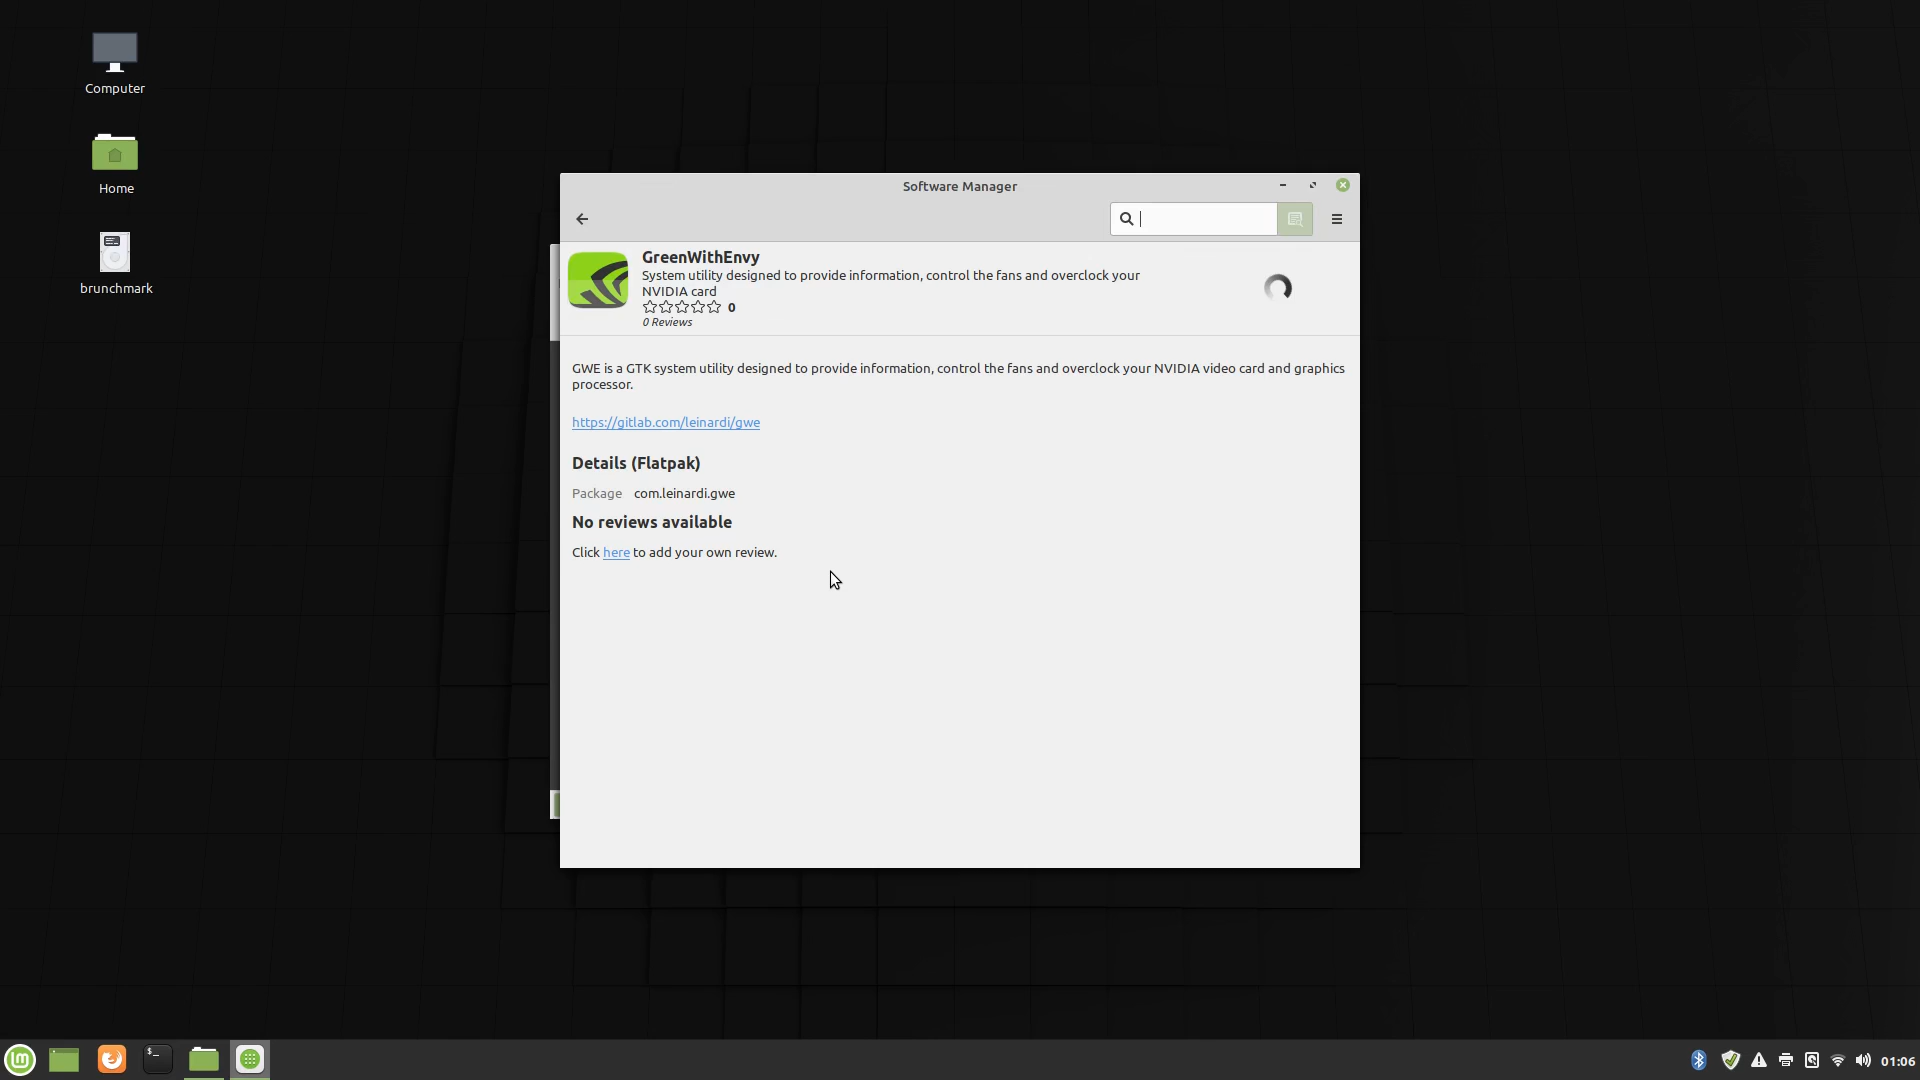 Computer
Home
brunchmark
Software Manager
GreenWithEnvy
System utility designed to provide information, control the fans and overclock your
NVIDIA card
0
0 Reviews
GWE is a GTK system utility designed to provide information, control the fans and overclock your NVIDIA video card and graphics
processor.
https://gitlab.com/leinardi/gwe
Details (Flatpak)
Package com.leinardi.gwe
No reviews available
Click here to add your own review.
$_
01:06